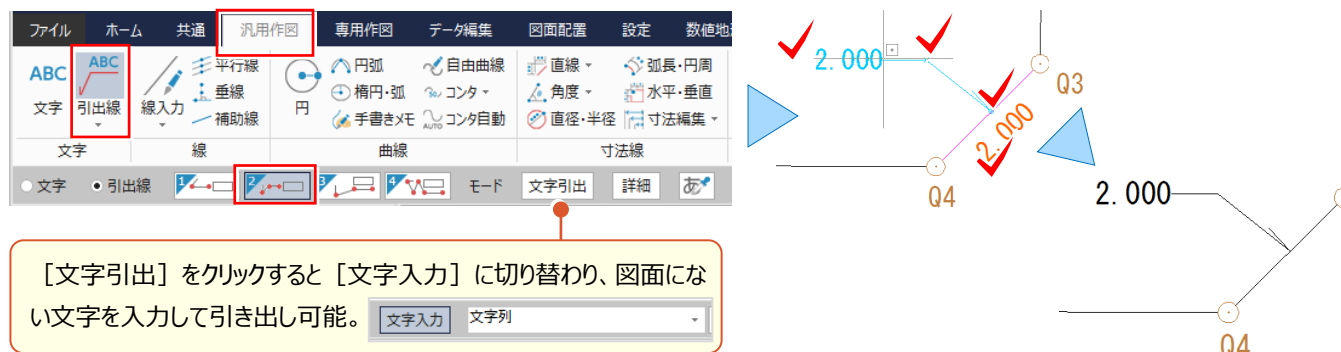 ファイル ホーム 共通 汎用作図 専用作図 データ編集 図面配置 設定 数値地
ABC 文字
ABC 引出線
線入力
平行線
垂線
補助線
円
円弧
楕円・弧
手書きメモ
自由曲線
コンタ
AUTO コンタ自動
直線
角度
直径・半径
弧長・円周
水平・垂直
寸法編集
文字 線 曲線 寸法線
文字 引出線 1 2 3 4 モード 文字引出 詳細 あ
［文字引出］をクリックすると［文字入力］に切り替わり、図面にな
い文字を入力して引き出し可能。 文字入力 文字列
2.000
Q3
2.000
Q4
2.000
Q4